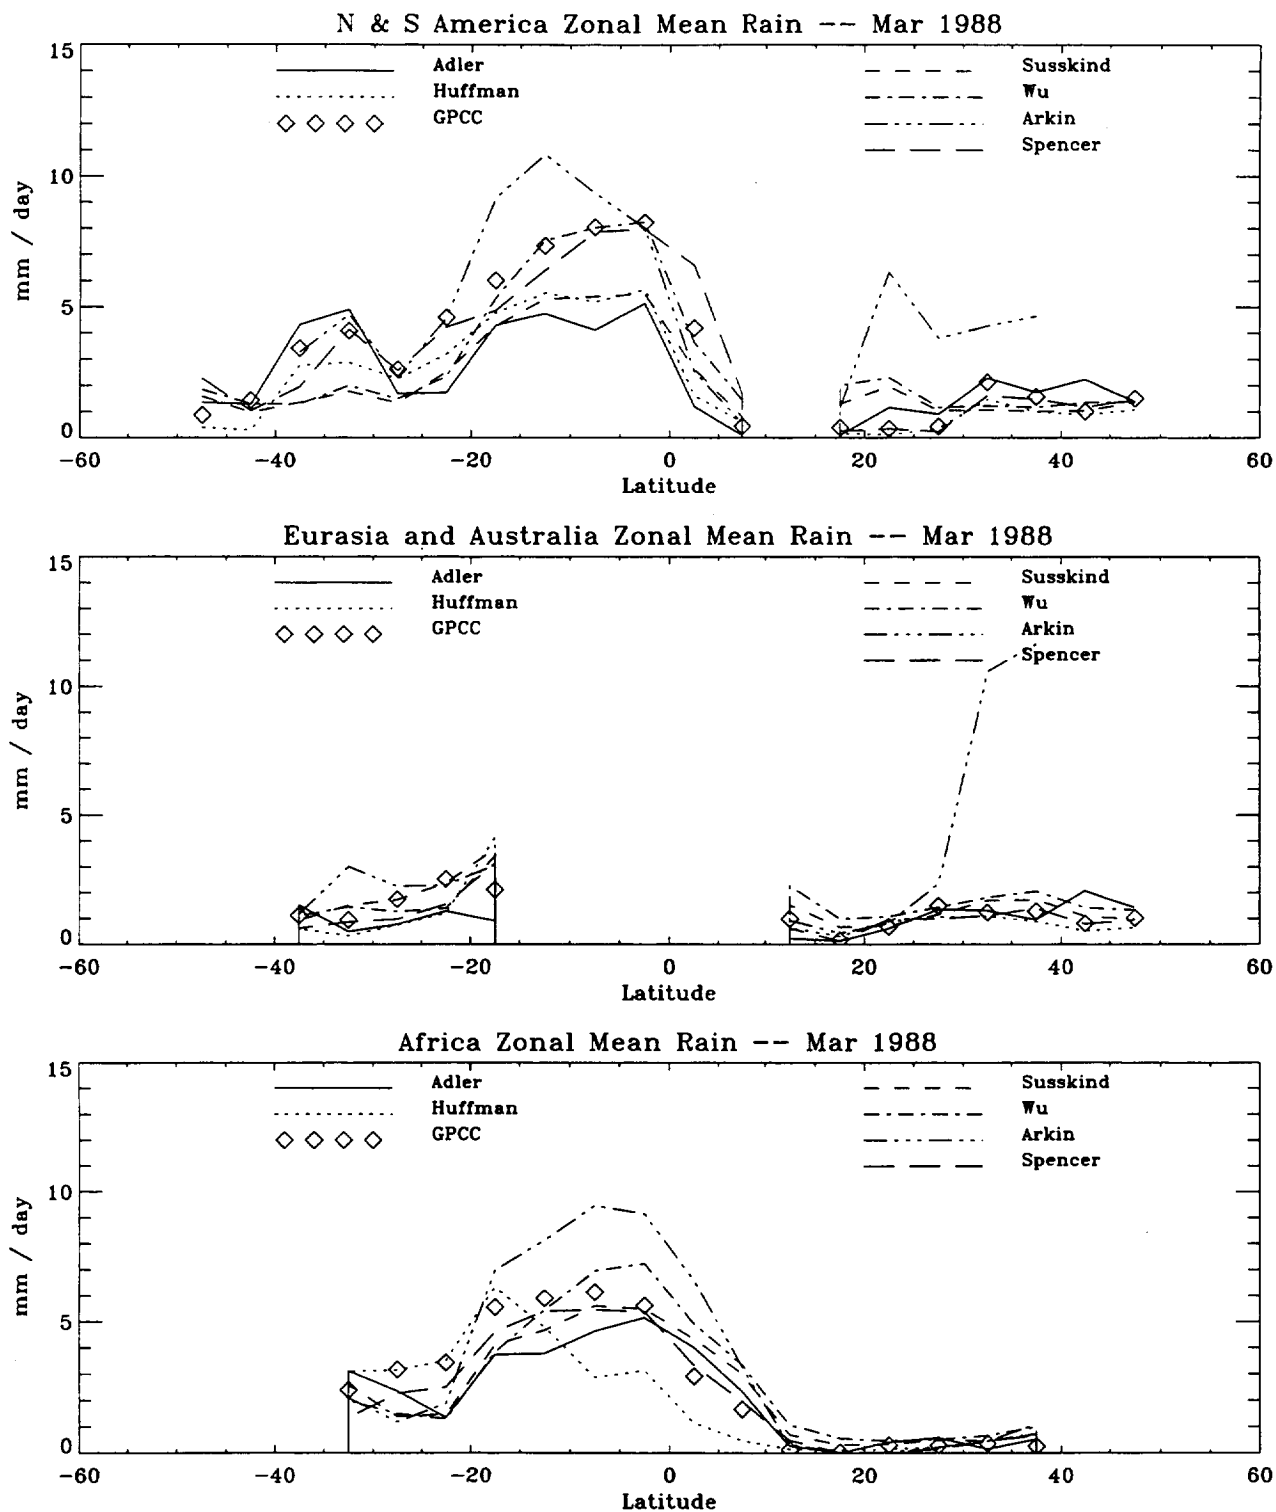 N & S America Zonal Mean Rain -- Mar 1988
15
10
5
0
mm / day
Adler
Huffman
GPCC
Susskind
Wu
Arkin
Spencer
-60 -40 -20 0 20 40 60
Latitude
Eurasia and Australia Zonal Mean Rain -- Mar 1988
15
10
5
0
mm / day
Adler
Huffman
GPCC
Susskind
Wu
Arkin
Spencer
-60 -40 -20 0 20 40 60
Latitude
Africa Zonal Mean Rain -- Mar 1988
15
10
5
0
mm / day
Adler
Huffman
GPCC
Susskind
Wu
Arkin
Spencer
-60 -40 -20 0 20 40 60
Latitude